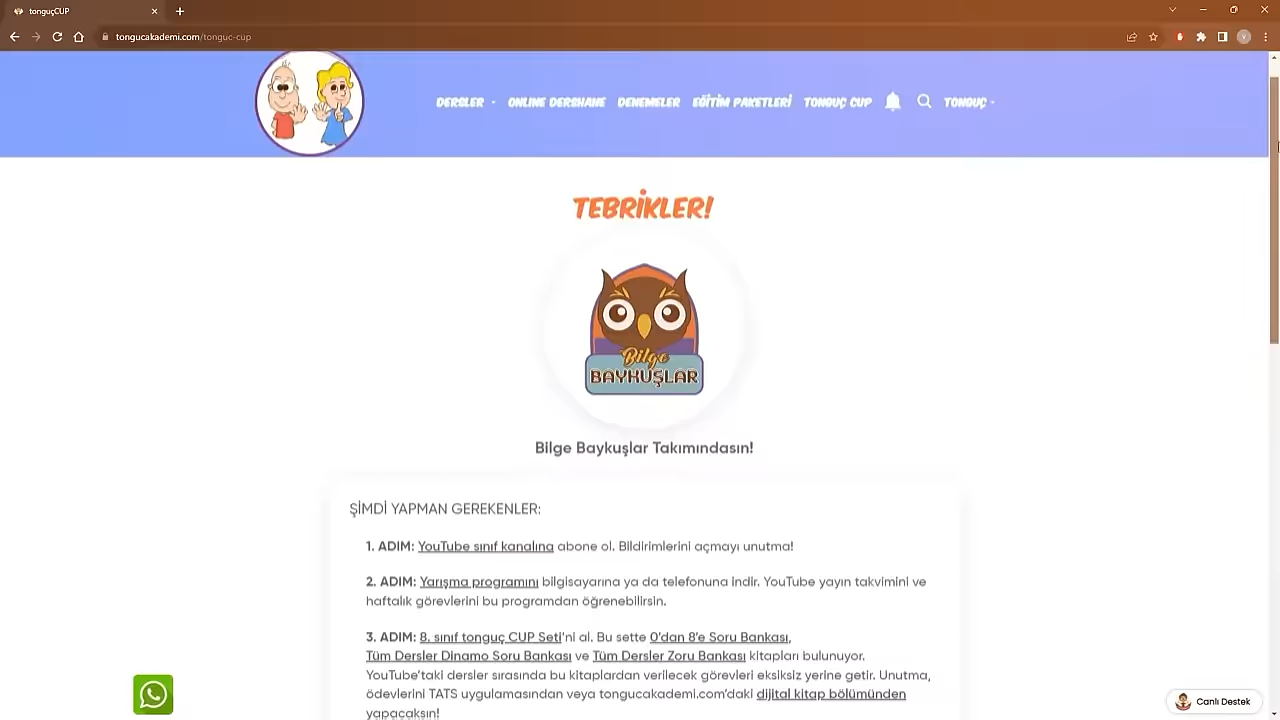 tonguçCUP
tongucakademi.com/tonguc-cup
DERSLER ONLINE DERSHANE DENEMELER EĞİTİM PAKETLERİ TONGUÇ CUP TONGUÇ
TEBRİKLER!
Bilge
BAYKUŞLAR
Bilge Baykuşlar Takımındasın!
ŞİMDİ YAPMAN GEREKENLER:
1. ADIM: YouTube sınıf kanalına abone ol. Bildirimlerini açmayı unutma!
2. ADIM: Yarışma programını bilgisayarına ya da telefonuna indir. YouTube yayın takvimini ve
haftalık görevlerini bu programdan öğrenebilirsin.
3. ADIM: 8. sınıf tonguç CUP Seti'ni al. Bu sette 0'dan 8'e Soru Bankası,
Tüm Dersler Dinamo Soru Bankası ve Tüm Dersler Zoru Bankası kitapları bulunuyor.
YouTube'taki dersler sırasında bu kitaplardan verilecek görevleri eksiksiz yerine getir. Unutma,
ödevlerini TATS uygulamasından veya tongucakademi.com'daki dijital kitap bölümünden
yapacaksın!
Canlı Destek